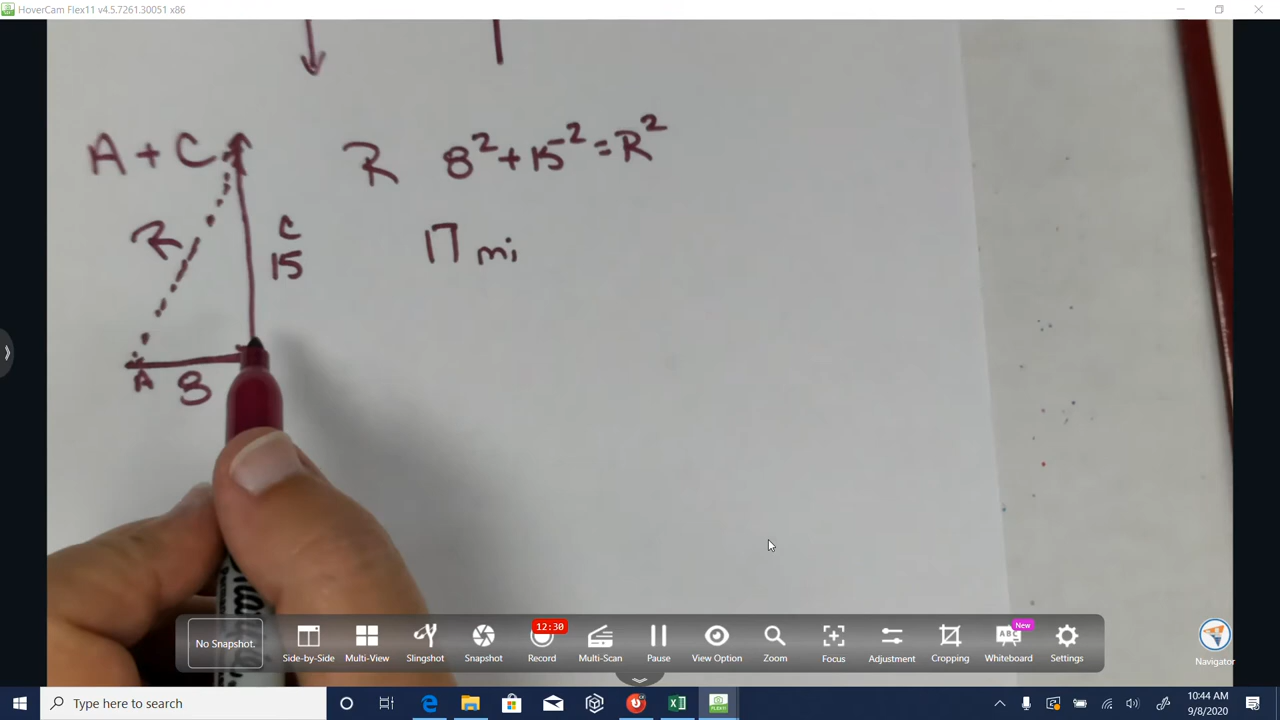 HoverCam Flex11 v4.5.7261.30051 x86
A + C
R
8² + 15² = R²
R
C
15
17 mi
A
8
No Snapshot.
Side-by-Side
Multi-View
Slingshot
Snapshot
12:30
Record
Multi-Scan
Pause
View Option
Zoom
Focus
Adjustment
Cropping
New
ABC
Whiteboard
Settings
Navigator
Type here to search
FLEX11
10:44 AM
9/8/2020